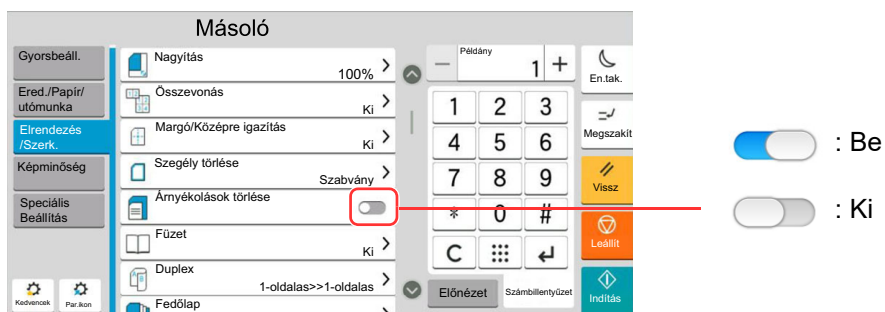 Másoló
Gyorsbeáll.
Ered./Papír/
utómunka
Elrendezés
/Szerk.
Képminőség
Speciális
Beállítás
Kedvencek
Par.ikon
Nagyítás
100%
Összevonás
Ki
Margó/Középre igazítás
Ki
Szegély törlése
Szabvány
Árnyékolások törlése
Füzet
Ki
Duplex
1-oldalas>>1-oldalas
Fedőlap
Példány
1
1 2 3
4 5 6
7 8 9
* 0 #
C
Előnézet
Számbillentyűzet
En.tak.
Megszakít
Vissz
Leállít
Indítás
: Be
: Ki